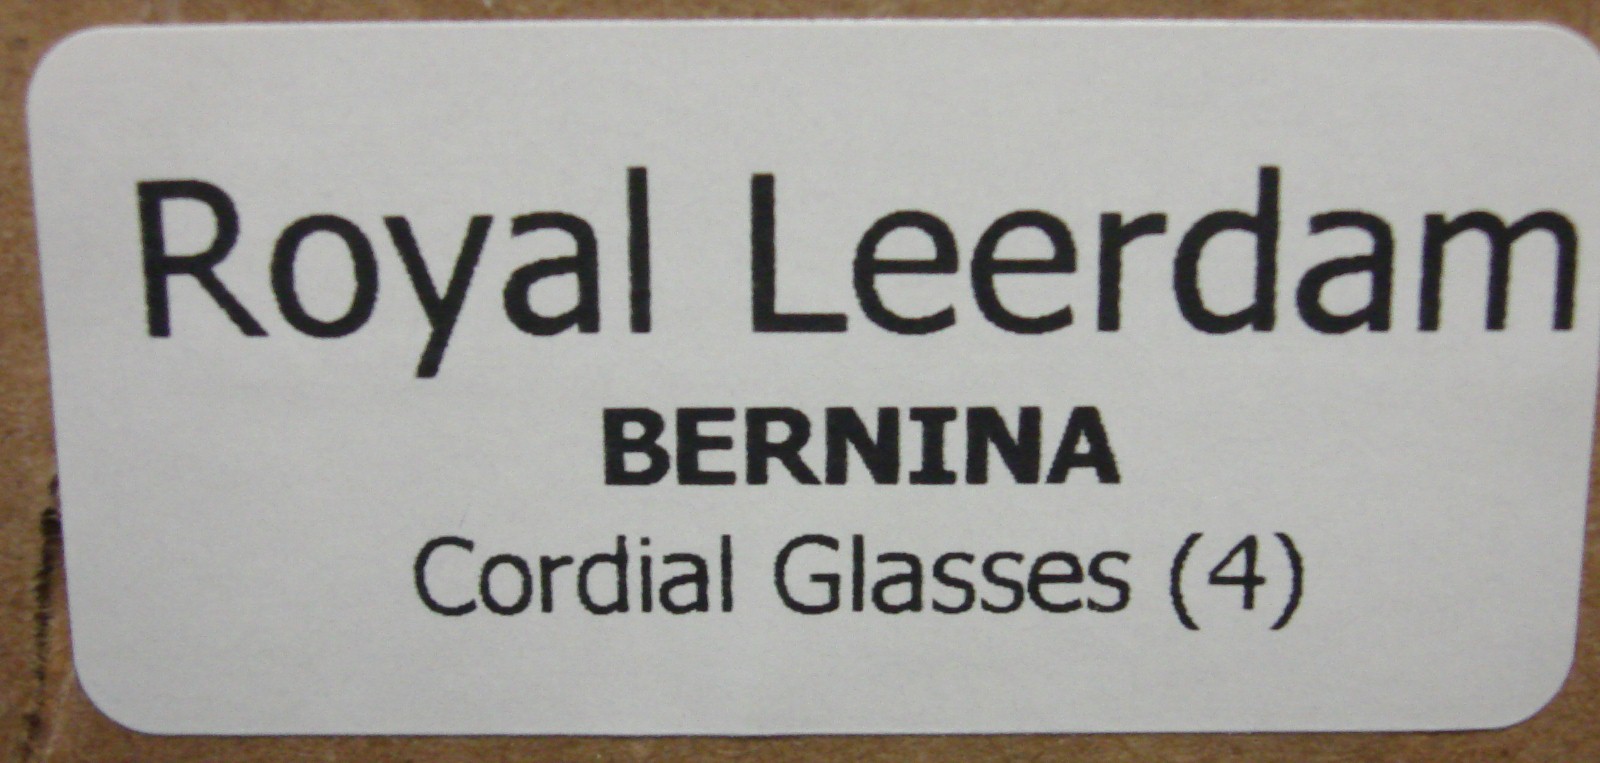 Royal Leerdam
BERNINA
Cordial Glasses (4)